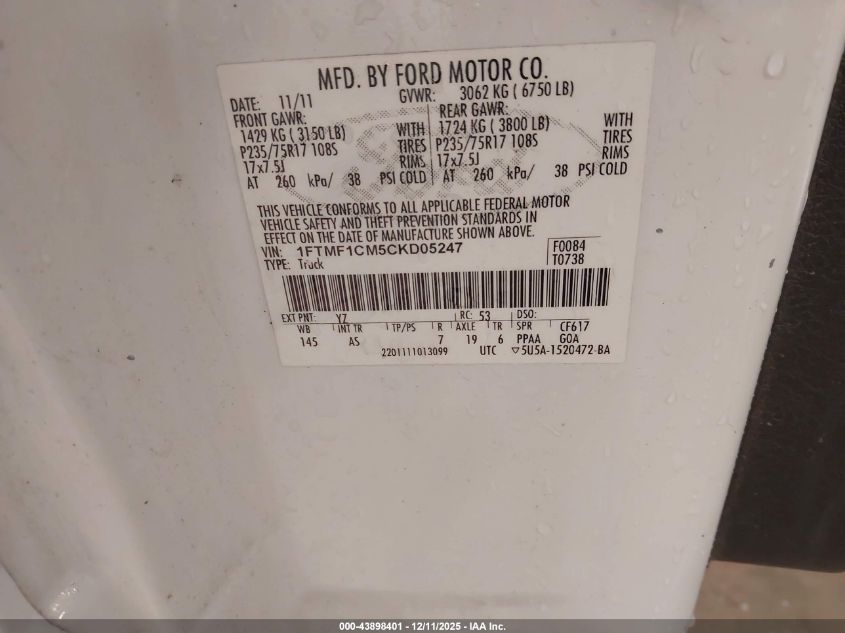 MFD. BY FORD MOTOR CO.
DATE: 11/11 GVWR: 3062 KG ( 6750 LB)
FRONT GAWR: REAR GAWR:
1429 KG ( 3150 LB) WITH 1724 KG ( 3800 LB) WITH
P235/75R17 108S TIRES P235/75R17 108S TIRES
17x7.5J RIMS 17x7.5J RIMS
AT 260 kPa/ 38 PSI COLD AT 260 kPa/ 38 PSI COLD
THIS VEHICLE CONFORMS TO ALL APPLICABLE FEDERAL MOTOR
VEHICLE SAFETY AND THEFT PREVENTION STANDARDS IN
EFFECT ON THE DATE OF MANUFACTURE SHOWN ABOVE.
VIN: 1FTMF1CM5CKD05247 F0084
TYPE: Truck T0738
EXT PNT: YZ RC: 53 DSO:
WB INT TR TP/PS R AXLE TR SPR CF617
145 AS 7 19 6 PPAA GOA
2201111013099 UTC ▽5U5A-1520472-BA
000-43898401 - 12/11/2025 - IAA Inc.